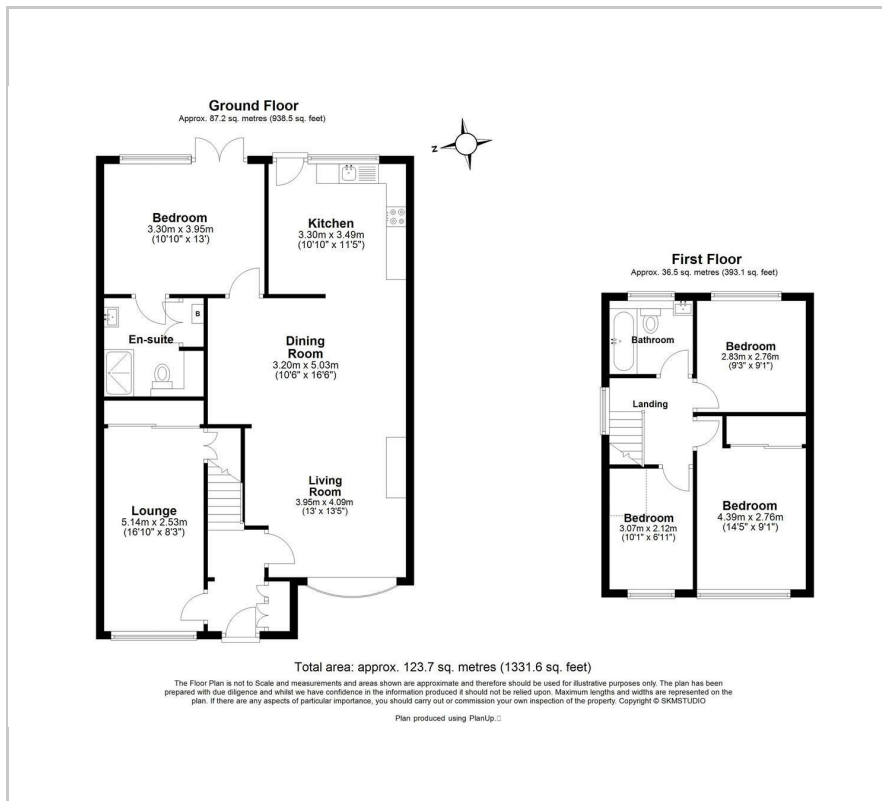 Ground Floor
Approx. 87.2 sq. metres (938.5 sq. feet)
Z
Bedroom
3.30m x 3.95m
(10'10" x 13')
Kitchen
3.30m x 3.49m
(10'10" x 11'5")
B
En-suite
Dining
Room
3.20m x 5.03m
(10'6" x 16'6")
Lounge
5.14m x 2.53m
(16'10" x 8'3")
Living
Room
3.95m x 4.09m
(13' x 13'5")
First Floor
Approx. 36.5 sq. metres (393.1 sq. feet)
Bathroom
Bedroom
2.83m x 2.76m
(9'3" x 9'1")
Landing
Bedroom
3.07m x 2.12m
(10'1" x 6'11")
Bedroom
4.39m x 2.76m
(14'5" x 9'1")
Total area: approx. 123.7 sq. metres (1331.6 sq. feet)
The Floor Plan is not to Scale and measurements and areas shown are approximate and therefore should be used for illustrative purposes only. The plan has been
prepared with due diligence and whilst we have confidence in the information produced it should not be relied upon. Maximum lengths and widths are represented on the
plan. If there are any aspects of particular importance, you should carry out or commission your own inspection of the property. Copyright © SKMSTUDIO
Plan produced using PlanUp.